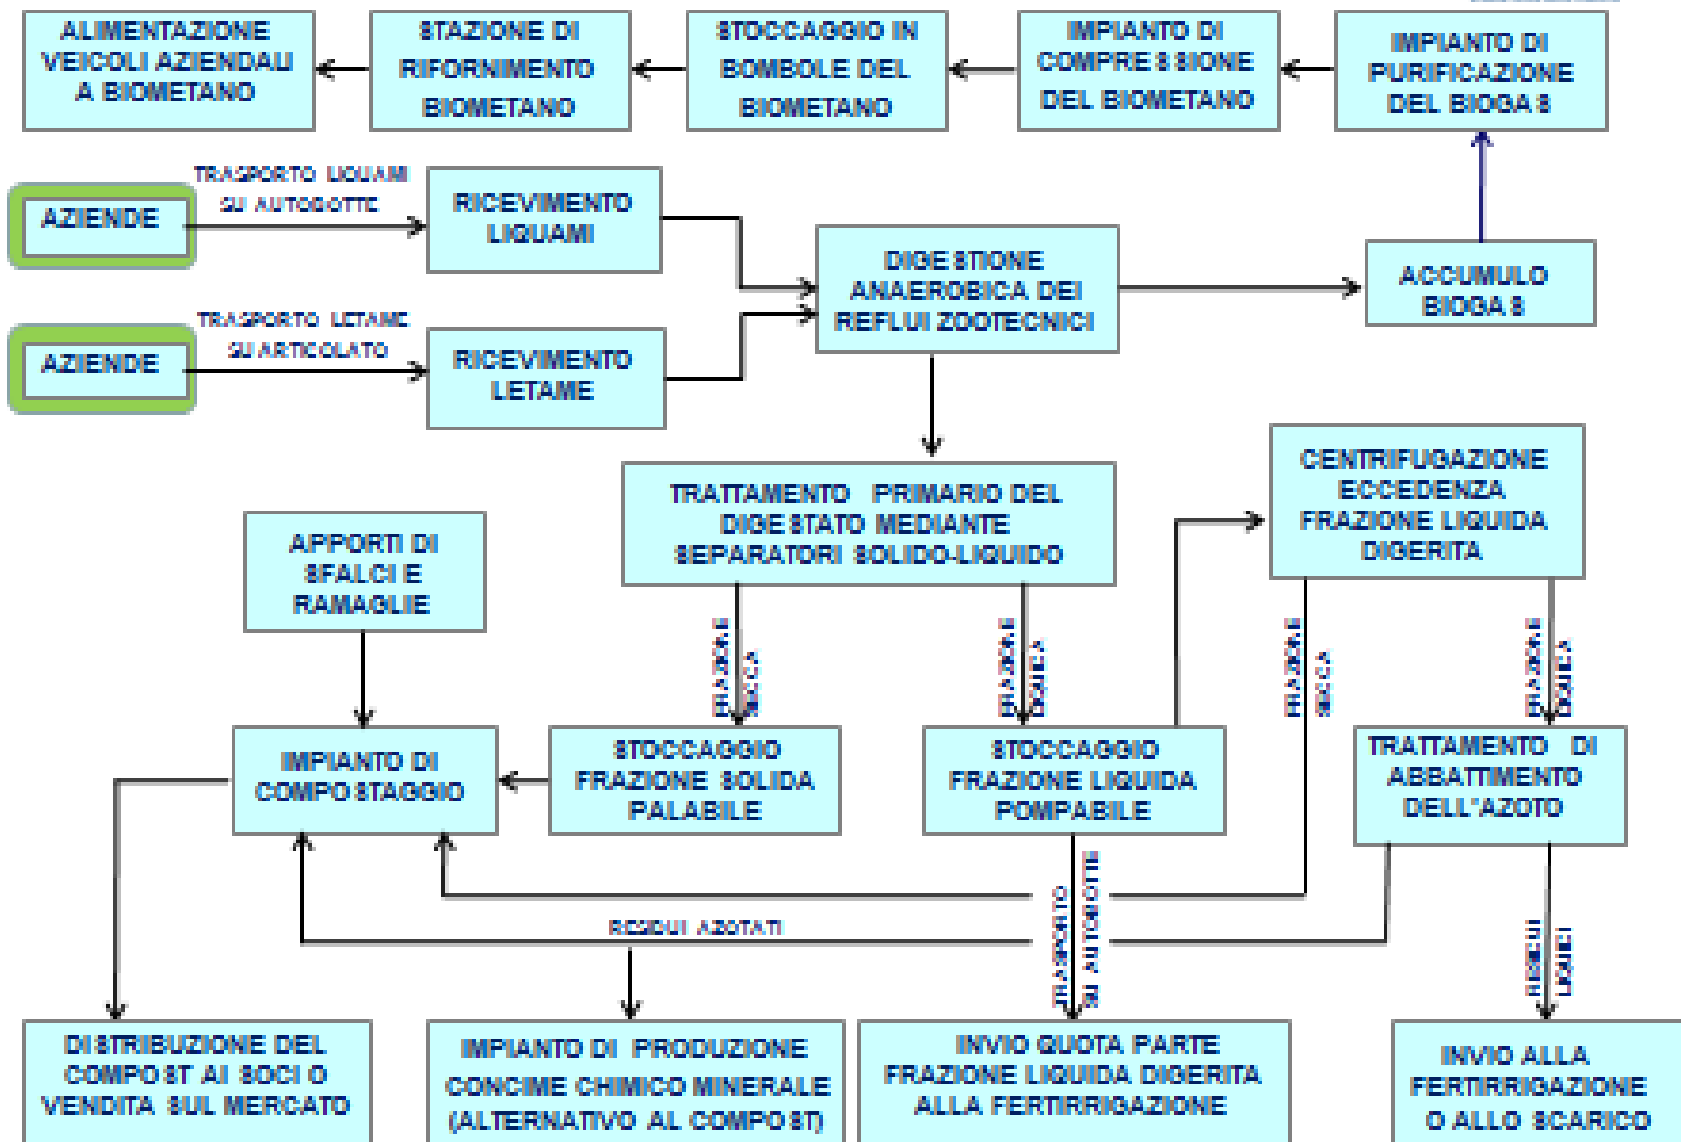 ALIMENTAZIONE
VEICOLI AZIENDALI
A BIOMETANO
STAZIONE DI
RIFORNIMENTO
BIOMETANO
STOCCAGGIO IN
BOMBOLE DEL
BIOMETANO
IMPIANTO DI
COMPRESSIONE
DEL BIOMETANO
IMPIANTO DI
PURIFICAZIONE
DEL BIOGAS
AZIENDE
TRASPORTO LIQUAMI
SU AUTOBOTTE
RICEVIMENTO
LIQUAMI
DIGESTIONE
ANAEROBICA DEI
REFLUI ZOOTECNICI
ACCUMULO
BIOGAS
AZIENDE
TRASPORTO LETAME
SU ARTICOLATO
RICEVIMENTO
LETAME
TRATTAMENTO PRIMARIO DEL
DIGESTATO MEDIANTE
SEPARATORI SOLIDO-LIQUIDO
CENTRIFUGAZIONE
ECCEDENZA
FRAZIONE LIQUIDA
DIGERITA
APPORTI DI
SFALCI E
RAMAGLIE
FRAZIONE
SECCA
FRAZIONE
LIQUIDA
FRAZIONE
SECCA
FRAZIONE
LIQUIDA
IMPIANTO DI
COMPOSTAGGIO
STOCCAGGIO
FRAZIONE SOLIDA
PALABILE
STOCCAGGIO
FRAZIONE LIQUIDA
POMPABILE
TRATTAMENTO DI
ABBATTIMENTO
DELL'AZOTO
RESIDUI AZOTATI
TRASPORTO
SU AUTOBOTTE
RESIDUI
LIQUIDI
DISTRIBUZIONE DEL
COMPOST AI SOCI O
VENDITA SUL MERCATO
IMPIANTO DI PRODUZIONE
CONCIME CHIMICO MINERALE
(ALTERNATIVO AL COMPOST)
INVIO QUOTA PARTE
FRAZIONE LIQUIDA DIGERITA
ALLA FERTIRRIGAZIONE
INVIO ALLA
FERTIRRIGAZIONE
O ALLO SCARICO